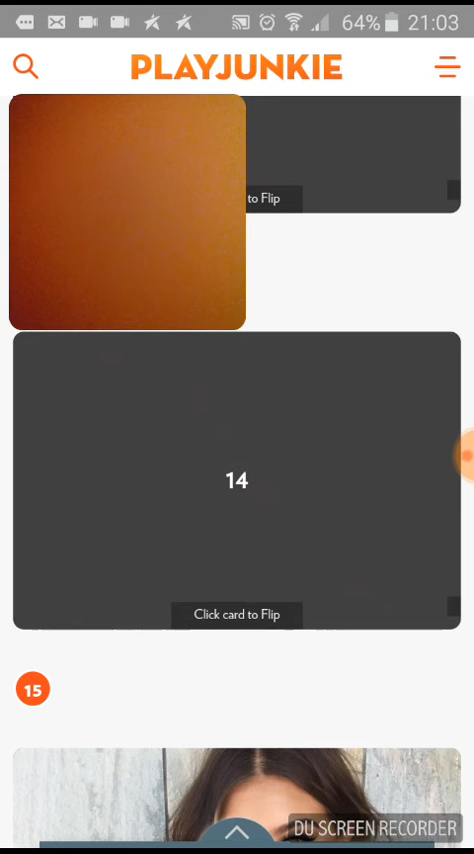 64% 21:03
PLAYJUNKIE
to Flip
14
Click card to Flip
15
DU SCREEN RECORDER